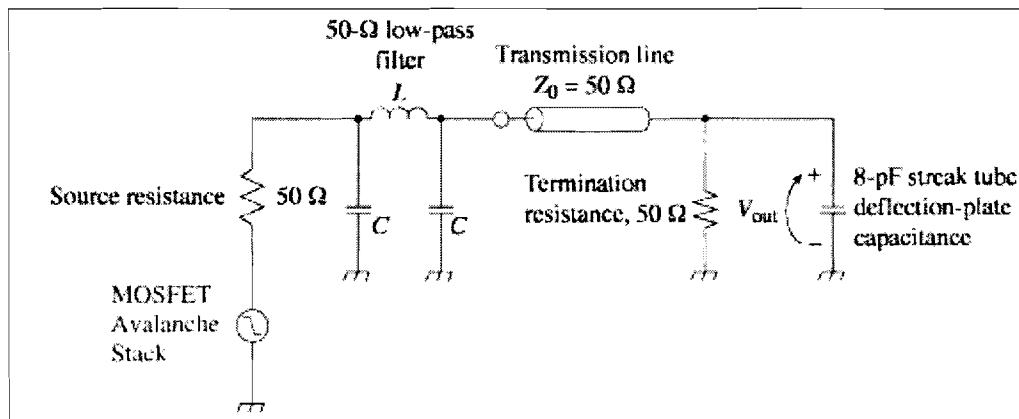 50-Ω low-pass
filter
L
Transmission line
Z0 = 50 Ω
Source resistance
50 Ω
C
C
Termination
resistance, 50 Ω
Vout
+
−
8-pF streak tube
deflection-plate
capacitance
MOSFET
Avalanche
Stack